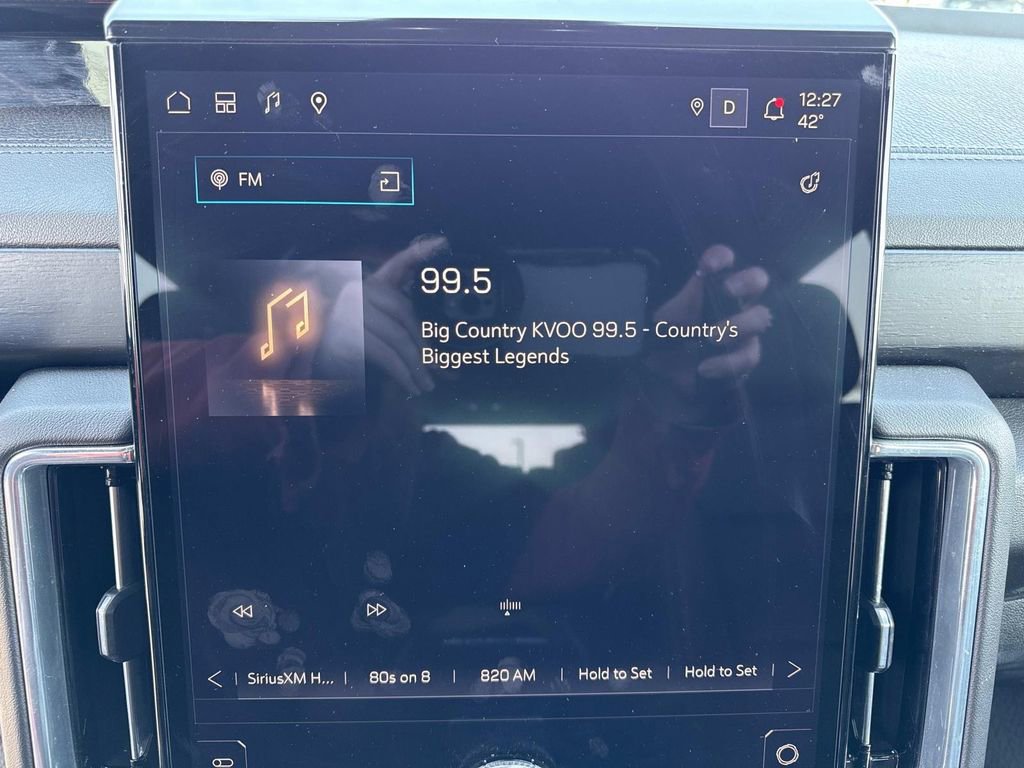 D
12:27
42°
FM
99.5
Big Country KVOO 99.5 - Country's
Biggest Legends
SiriusXM H...
80s on 8
820 AM
Hold to Set
Hold to Set